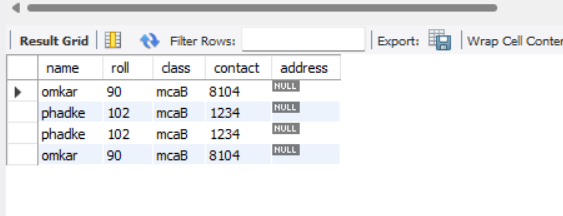 Result Grid Filter Rows: Export: Wrap Cell Conter
name roll class contact address
omkar 90 mcaB 8104 NULL
phadke 102 mcaB 1234 NULL
phadke 102 mcaB 1234 NULL
omkar 90 mcaB 8104 NULL